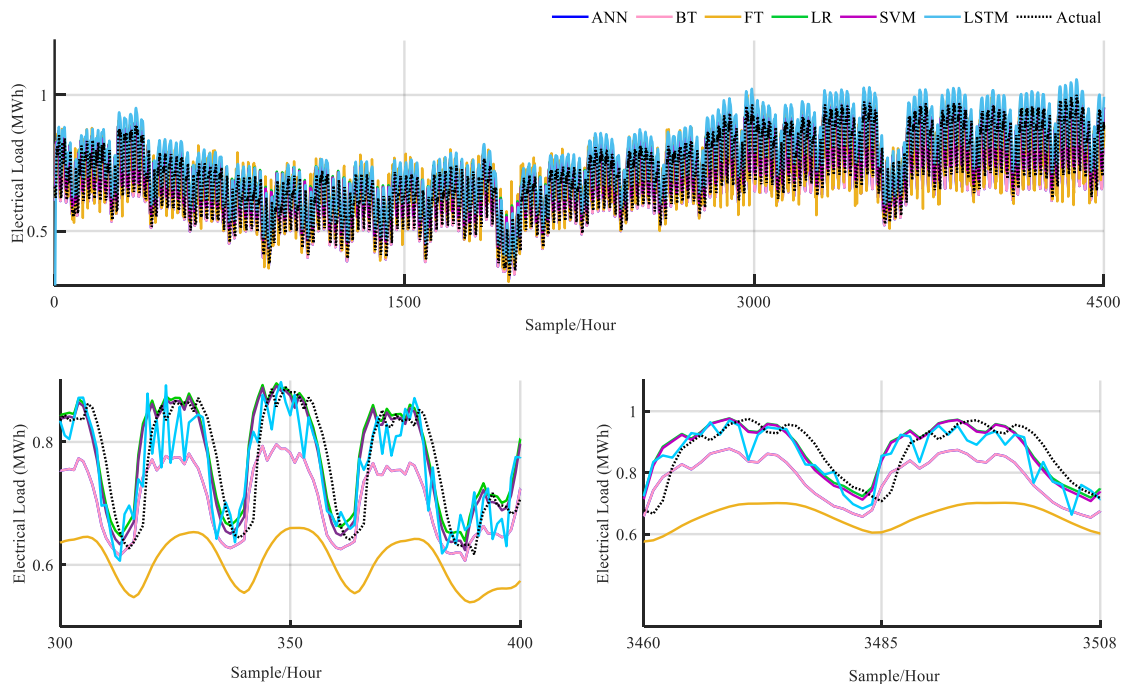 ANN BT FT LR SVM LSTM Actual
Electrical Load (MWh)
1
0.5
0 1500 3000 4500
Sample/Hour
Electrical Load (MWh)
0.8
0.6
300 350 400
Sample/Hour
Electrical Load (MWh)
1
0.8
0.6
3460 3485 3508
Sample/Hour